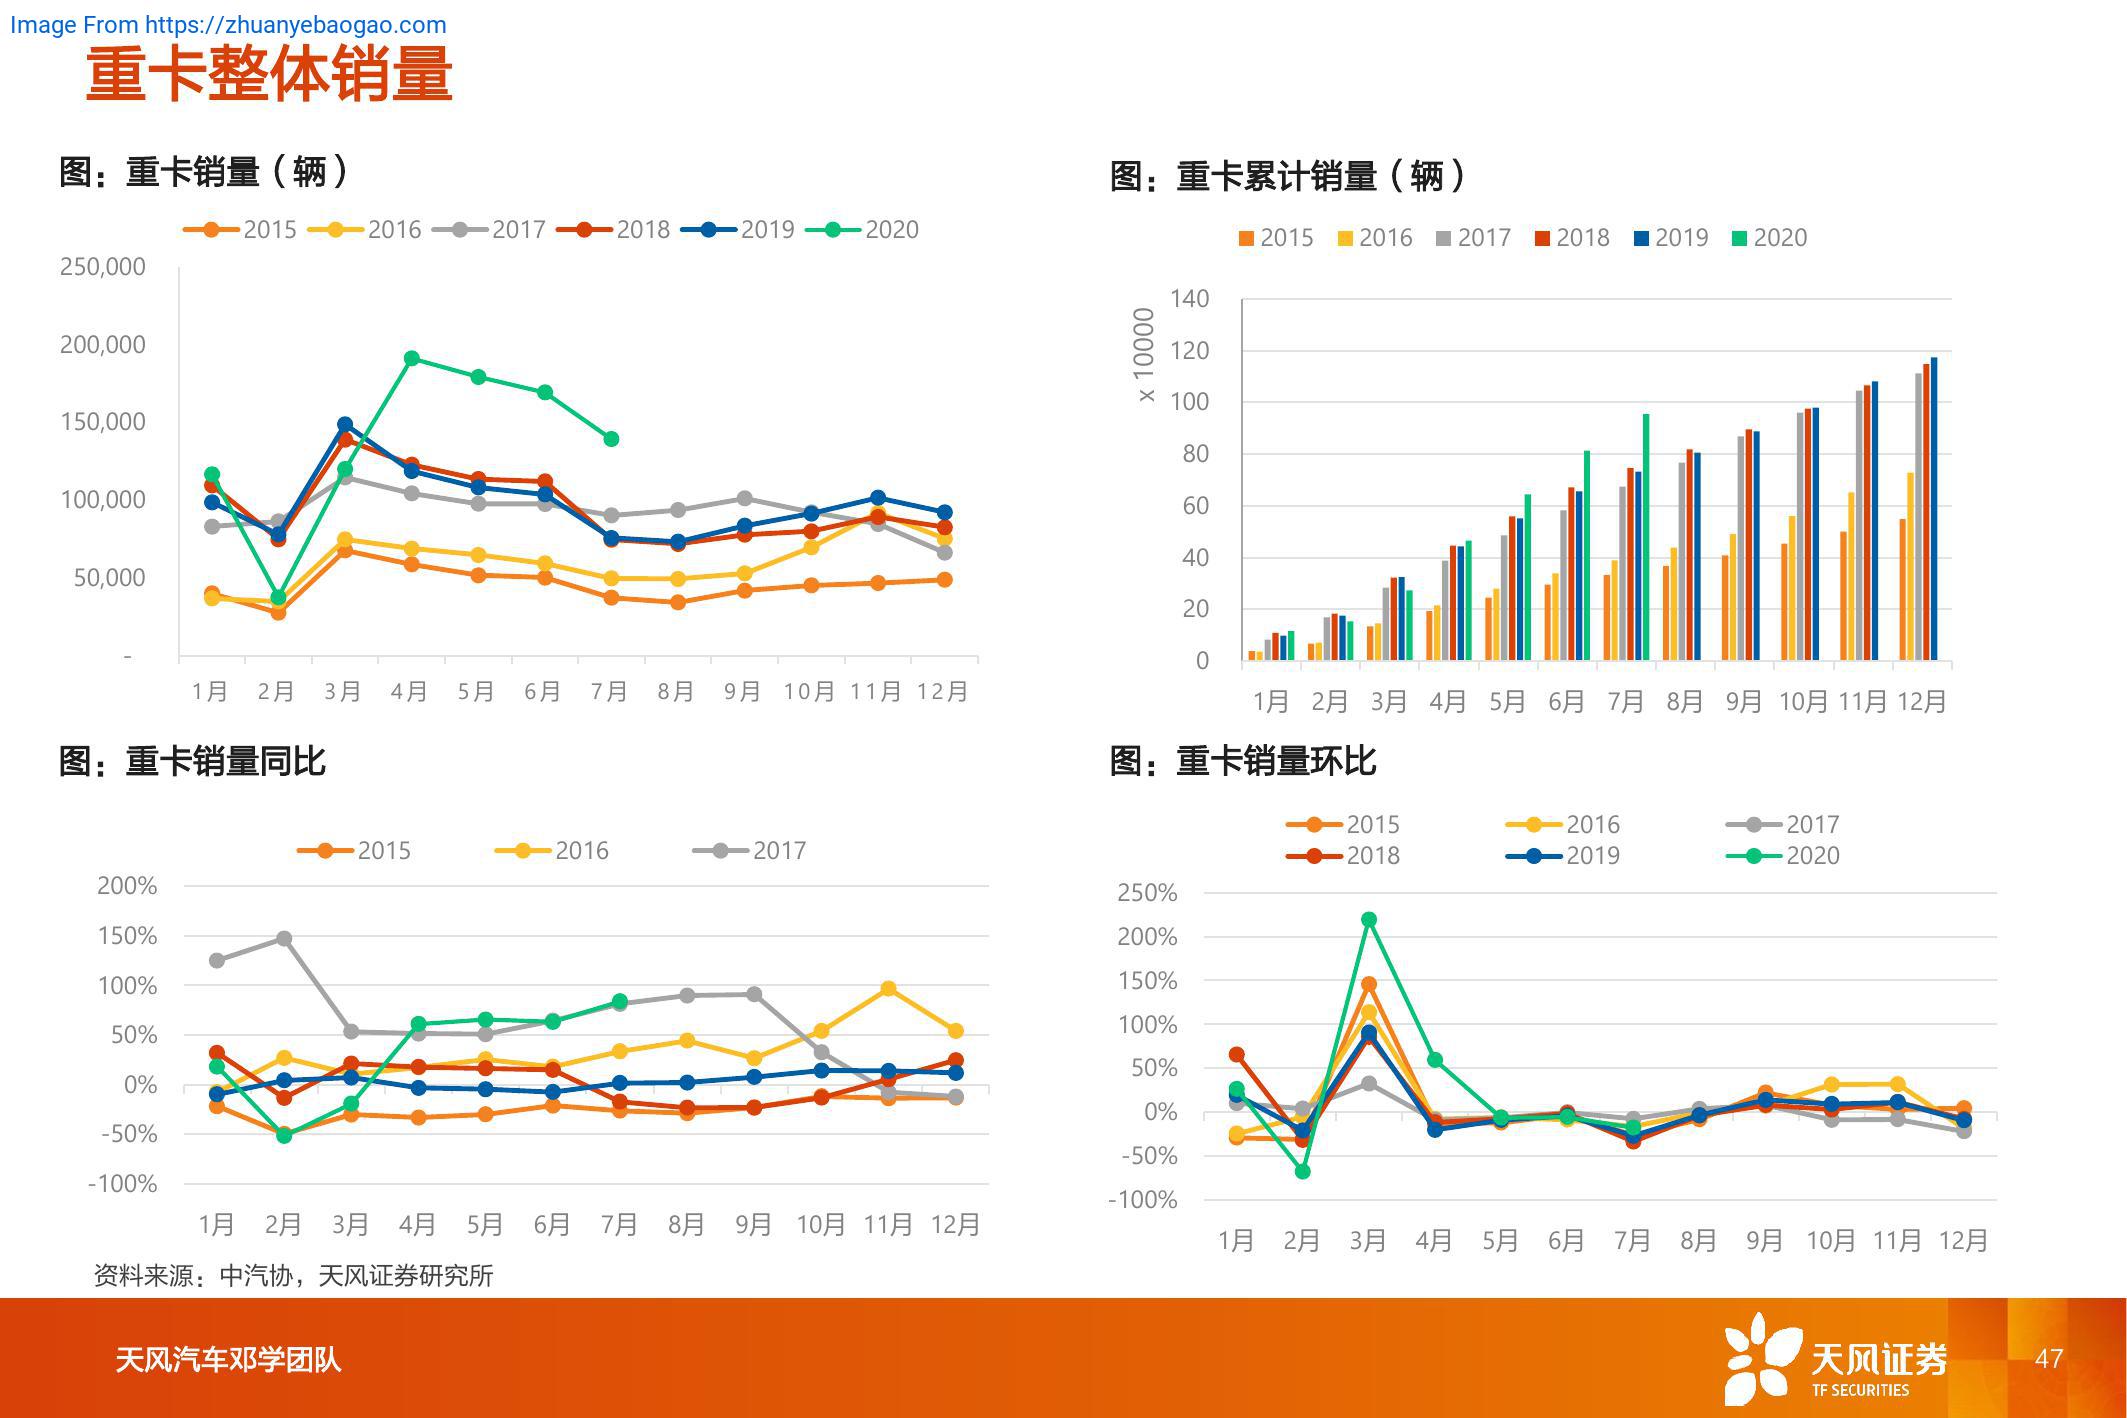 Image From https://zhuanyebaogao.com
重卡整体销量
图：重卡销量（辆）
2015 2016 2017 2018 2019 2020
250,000
200,000
150,000
100,000
50,000
-
1月 2月 3月 4月 5月 6月 7月 8月 9月 10月 11月 12月
图：重卡累计销量（辆）
2015 2016 2017 2018 2019 2020
x 10000
140
120
100
80
60
40
20
0
1月 2月 3月 4月 5月 6月 7月 8月 9月 10月 11月 12月
图：重卡销量同比
2015 2016 2017
200%
150%
100%
50%
0%
-50%
-100%
1月 2月 3月 4月 5月 6月 7月 8月 9月 10月 11月 12月
图：重卡销量环比
2015 2016 2017
2018 2019 2020
250%
200%
150%
100%
50%
0%
-50%
-100%
1月 2月 3月 4月 5月 6月 7月 8月 9月 10月 11月 12月
资料来源：中汽协，天风证券研究所
天风汽车邓学团队
天风证券
TF SECURITIES
47